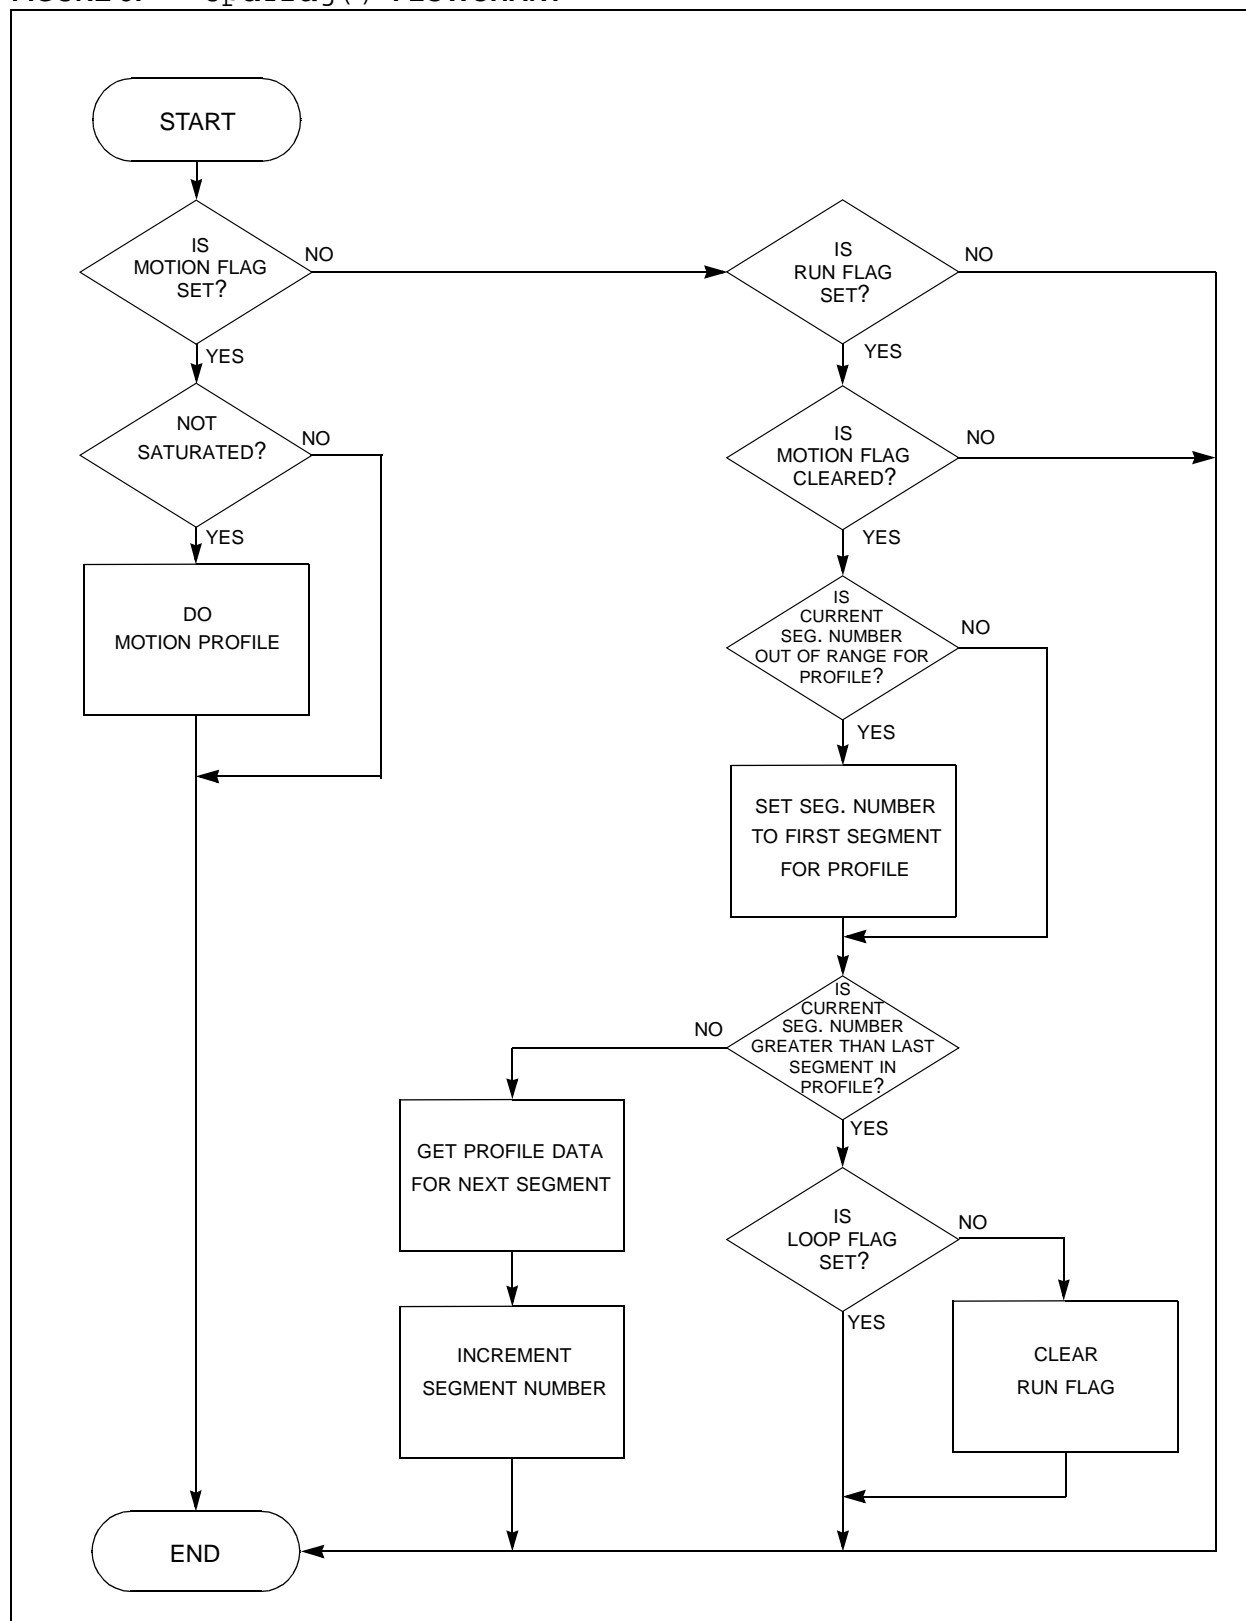 START
IS
MOTION FLAG
SET?
NO
YES
NOT
SATURATED?
NO
YES
DO
MOTION PROFILE
IS
RUN FLAG
SET?
NO
YES
IS
MOTION FLAG
CLEARED?
NO
YES
IS
CURRENT
SEG. NUMBER
OUT OF RANGE FOR
PROFILE?
NO
YES
SET SEG. NUMBER
TO FIRST SEGMENT
FOR PROFILE
IS
CURRENT
SEG. NUMBER
GREATER THAN LAST
SEGMENT IN
PROFILE?
NO
YES
GET PROFILE DATA
FOR NEXT SEGMENT
INCREMENT
SEGMENT NUMBER
IS
LOOP FLAG
SET?
NO
YES
CLEAR
RUN FLAG
END